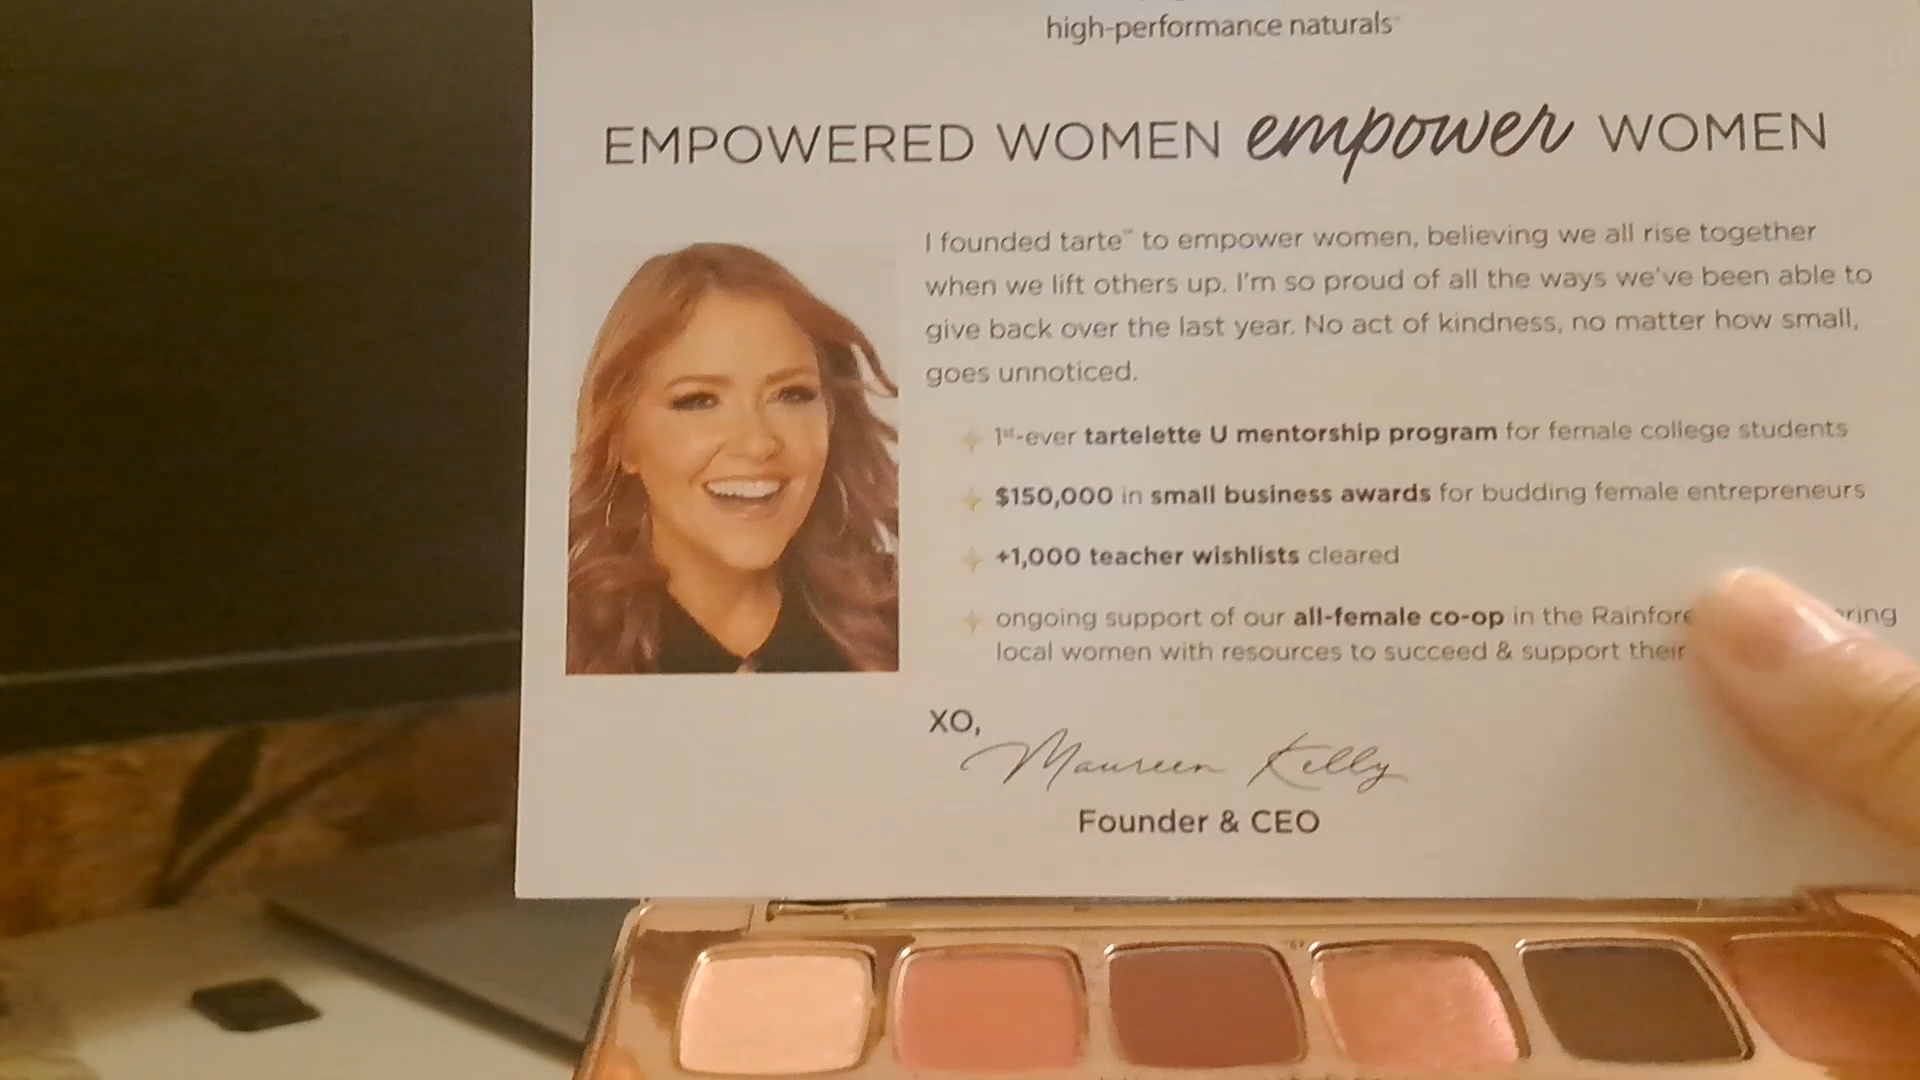 high-performance naturals
EMPOWERED WOMEN empower WOMEN
I founded tarte™ to empower women, believing we all rise together
when we lift others up. I'm so proud of all the ways we've been able to
give back over the last year. No act of kindness, no matter how small,
goes unnoticed.
1st-ever tartelette U mentorship program for female college students
$150,000 in small business awards for budding female entrepreneurs
+1,000 teacher wishlists cleared
ongoing support of our all-female co-op in the
local women with resources to succeed & support their
XO,
Maureen Kelly
Founder & CEO